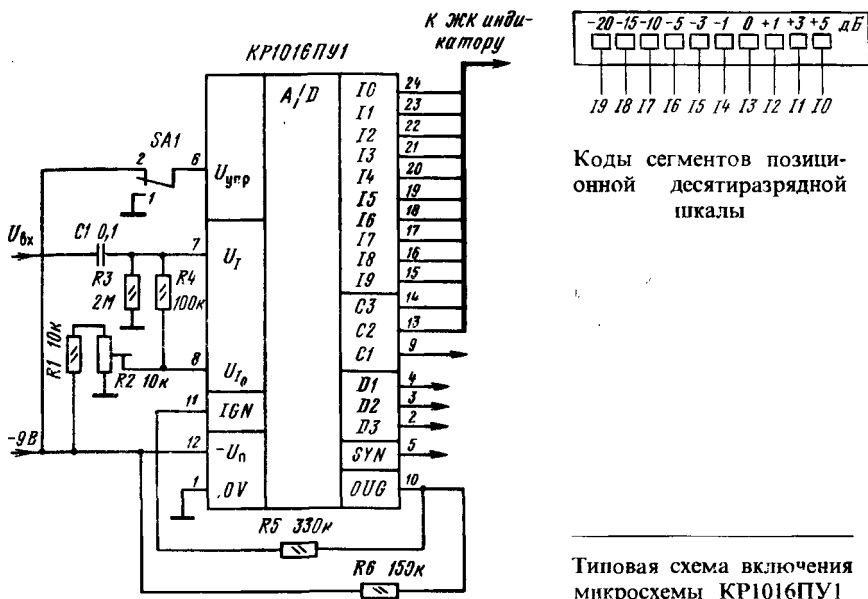 К ЖК инди-
катору
КР1016ПУ1
A/D
SA1
2
1
6
Uупр
Uвх
C1 0,1
7
UI
R3
2М
R4
100к
R1 10к
R2 10к
8
UI0
11
IGN
-9В
12
-Uп
1
,0V
I0 24
I1 23
I2 22
I3 21
I4 20
I5 19
I6 18
I7 17
I8 16
I9 15
C3 14
C2 13
C1 9
D1 4
D2 3
D3 2
SYN 5
OUG 10
R5 330к
R6 150к
-20 -15 -10 -5 -3 -1 0 +1 +3 +5 дБ
I9 I8 I7 I6 I5 I4 I3 I2 I1 I0
Коды сегментов позици-
онной десятиразрядной
шкалы
Типовая схема включения
микросхемы КР1016ПУ1